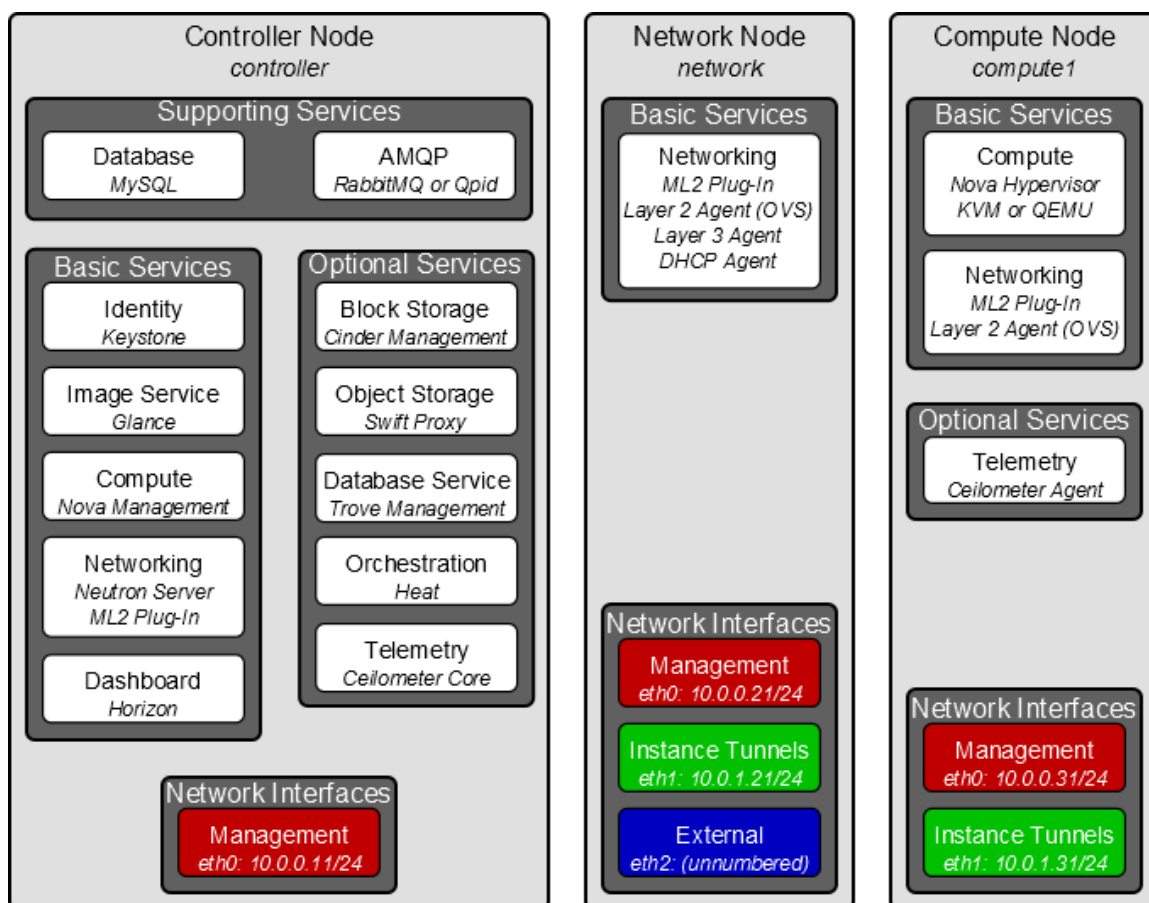 Controller Node
controller
Supporting Services
Database
MySQL
AMQP
RabbitMQ or Qpid
Basic Services
Identity
Keystone
Image Service
Glance
Compute
Nova Management
Networking
Neutron Server
ML2 Plug-In
Dashboard
Horizon
Optional Services
Block Storage
Cinder Management
Object Storage
Swift Proxy
Database Service
Trove Management
Orchestration
Heat
Telemetry
Ceilometer Core
Network Interfaces
Management
eth0: 10.0.0.11/24
Network Node
network
Basic Services
Networking
ML2 Plug-In
Layer 2 Agent (OVS)
Layer 3 Agent
DHCP Agent
Network Interfaces
Management
eth0: 10.0.0.21/24
Instance Tunnels
eth1: 10.0.1.21/24
External
eth2: (unnumbered)
Compute Node
compute1
Basic Services
Compute
Nova Hypervisor
KVM or QEMU
Networking
ML2 Plug-In
Layer 2 Agent (OVS)
Optional Services
Telemetry
Ceilometer Agent
Network Interfaces
Management
eth0: 10.0.0.31/24
Instance Tunnels
eth1: 10.0.1.31/24